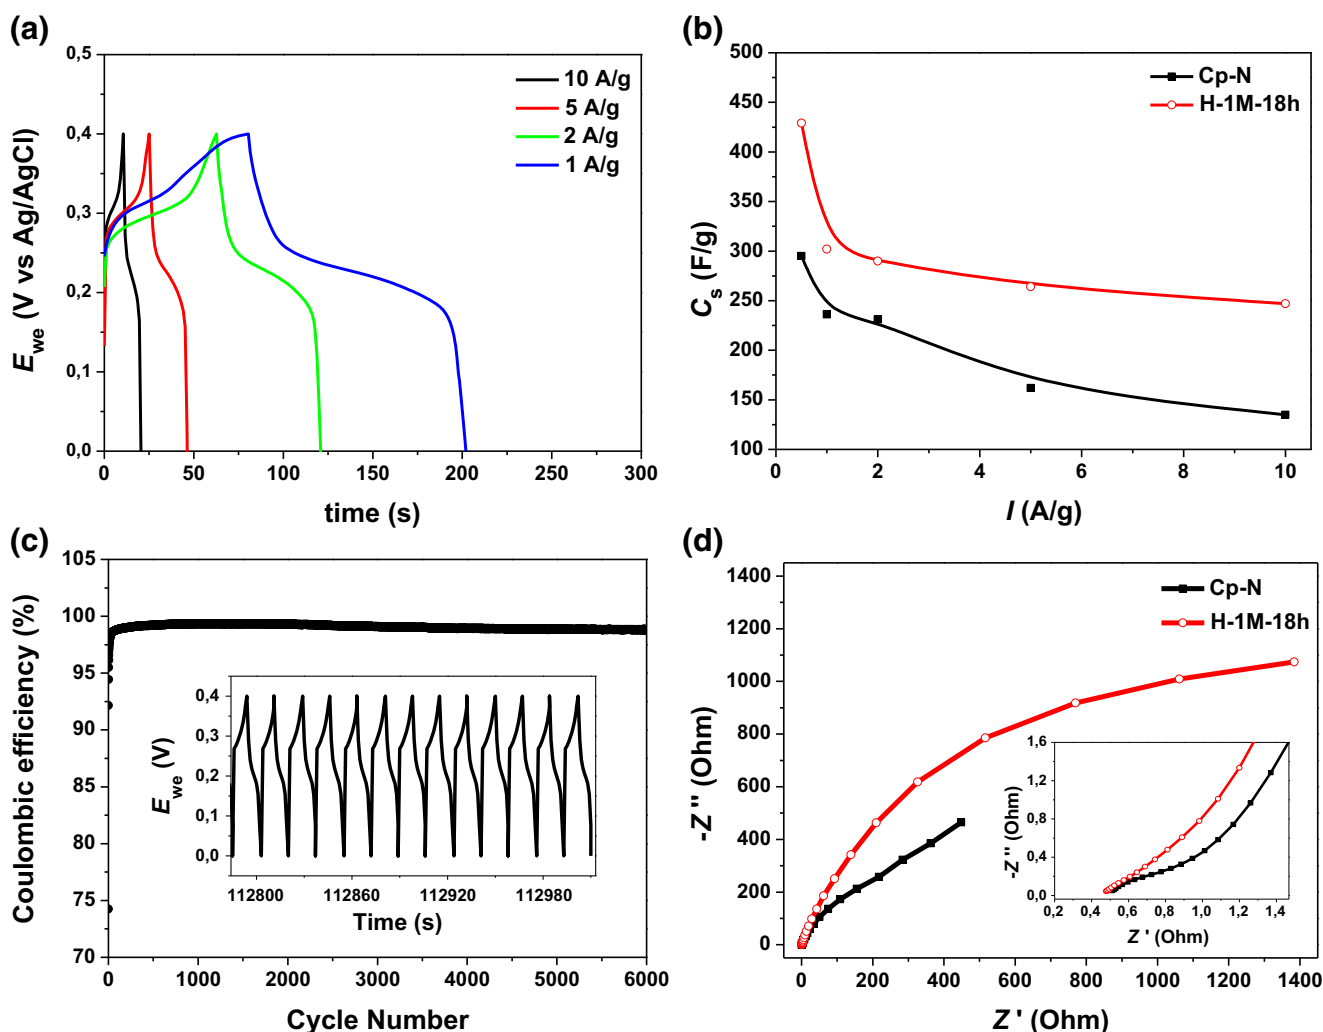 (a)
0,5
0,4
0,3
0,2
0,1
0,0
E_we (V vs Ag/AgCl)
10 A/g
5 A/g
2 A/g
1 A/g
0 50 100 150 200 250 300
time (s)
(b)
500
450
400
350
300
250
200
150
100
C_s (F/g)
Cp-N
H-1M-18h
0 2 4 6 8 10
I (A/g)
(c)
105
100
95
90
85
80
75
70
Coulombic efficiency (%)
0,4
0,3
0,2
0,1
0,0
E_we (V)
112800 112860 112920 112980
Time (s)
0 1000 2000 3000 4000 5000 6000
Cycle Number
(d)
1400
1200
1000
800
600
400
200
0
-Z'' (Ohm)
Cp-N
H-1M-18h
1,6
1,2
0,8
0,4
0,0
-Z'' (Ohm)
0,2 0,4 0,6 0,8 1,0 1,2 1,4
Z' (Ohm)
0 200 400 600 800 1000 1200 1400
Z' (Ohm)